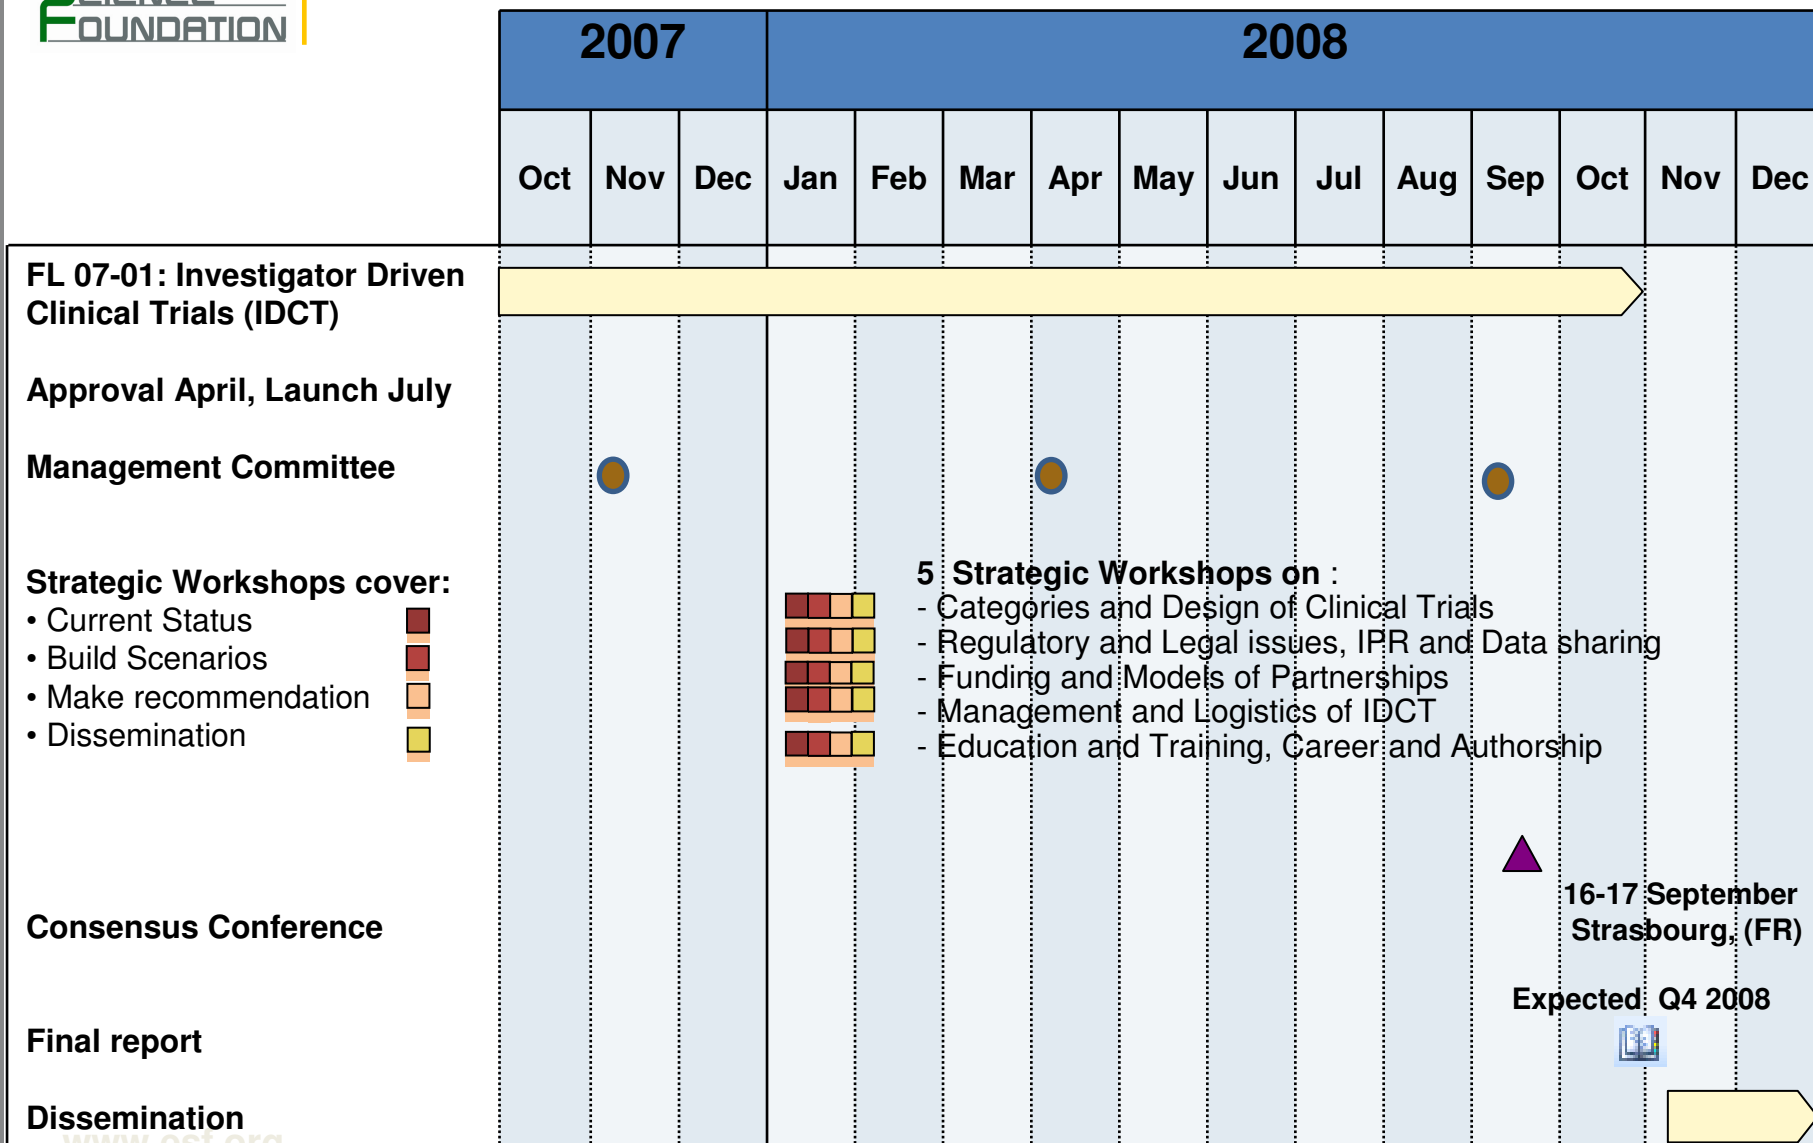 FOUNDATION
2007 2008
Oct Nov Dec Jan Feb Mar Apr May Jun Jul Aug Sep Oct Nov Dec
FL 07-01: Investigator Driven
Clinical Trials (IDCT)
Approval April, Launch July
Management Committee
Strategic Workshops cover:
• Current Status
• Build Scenarios
• Make recommendation
• Dissemination
5 Strategic Workshops on :
- Categories and Design of Clinical Trials
- Regulatory and Legal issues, IPR and Data sharing
- Funding and Models of Partnerships
- Management and Logistics of IDCT
- Education and Training, Career and Authorship
16-17 September
Strasbourg, (FR)
Consensus Conference
Expected Q4 2008
Final report
Dissemination
www.esf.org